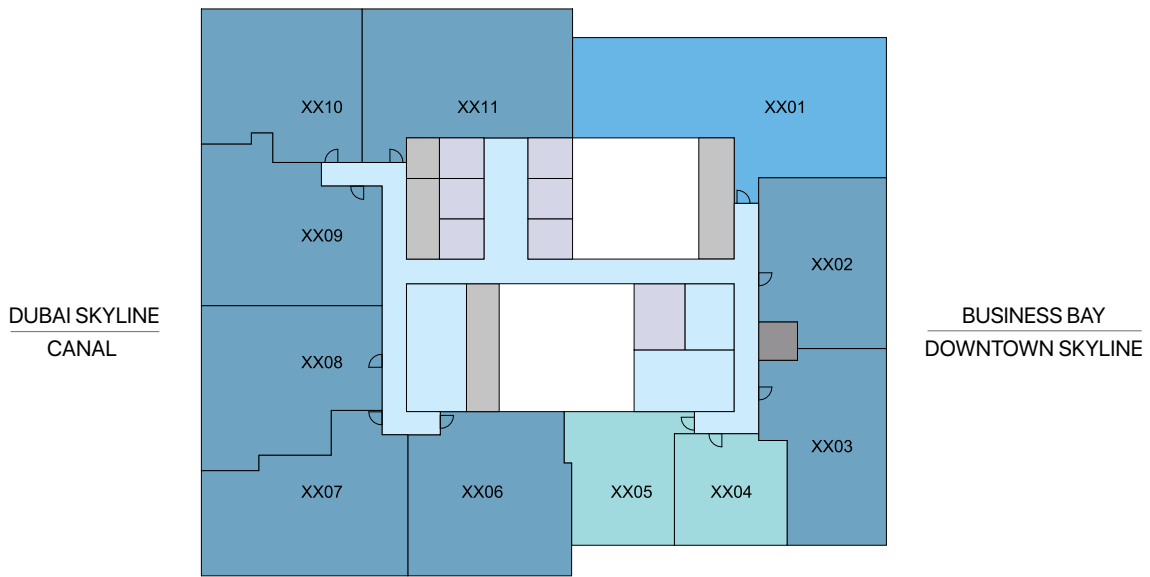 XX10
XX11
XX01
XX09
XX02
DUBAI SKYLINE
CANAL
BUSINESS BAY
DOWNTOWN SKYLINE
XX08
XX03
XX07
XX06
XX05
XX04